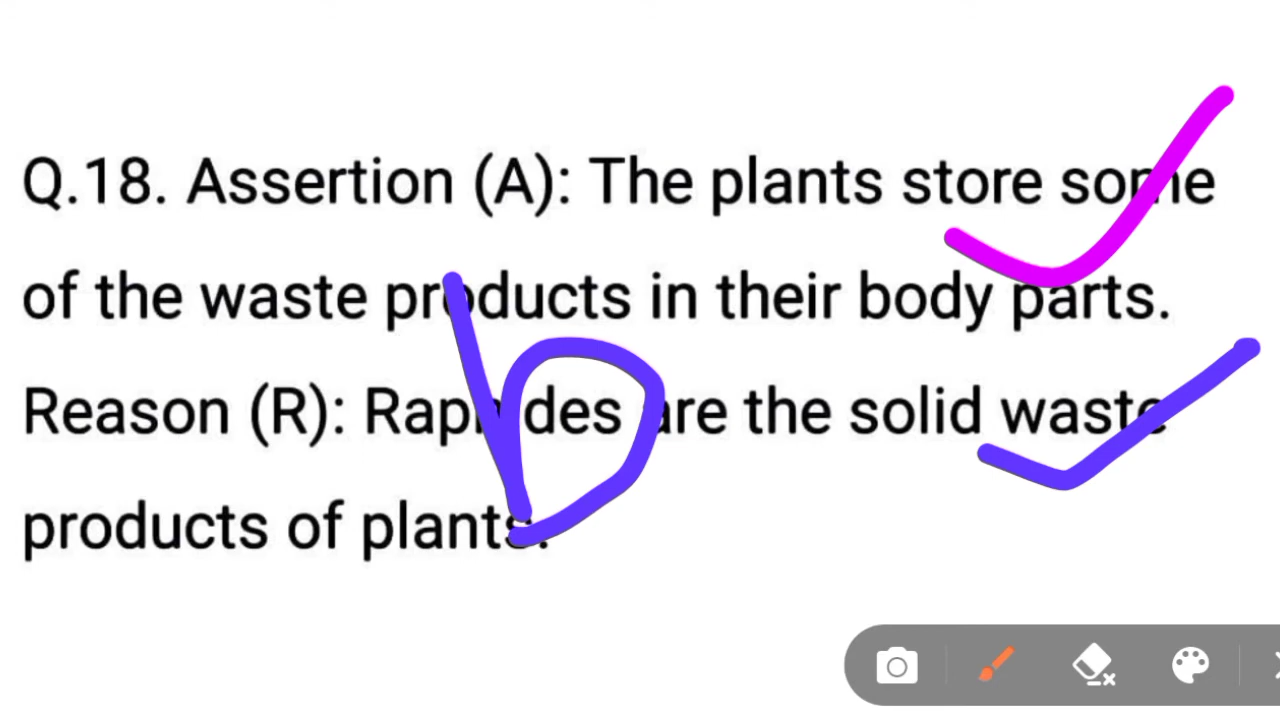 Q.18. Assertion (A): The plants store some
of the waste products in their body parts.
Reason (R): Raphides are the solid waste
products of plants.
b